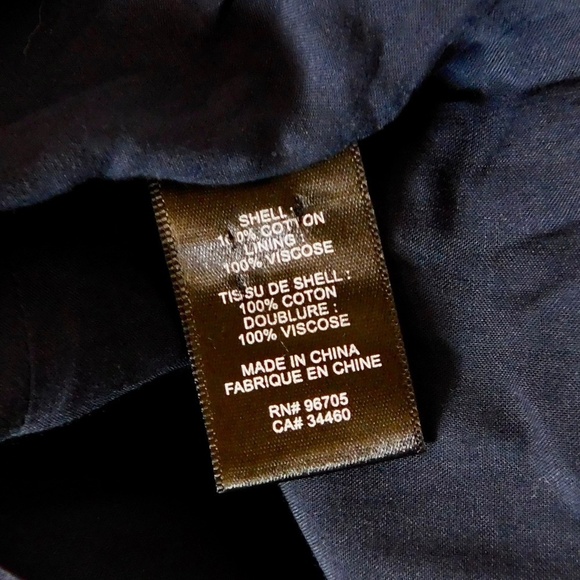 SHELL :
100% COTTON
LINING :
100% VISCOSE
TISSU DE SHELL :
100% COTON
DOUBLURE :
100% VISCOSE
MADE IN CHINA
FABRIQUE EN CHINE
RN# 96705
CA# 34460